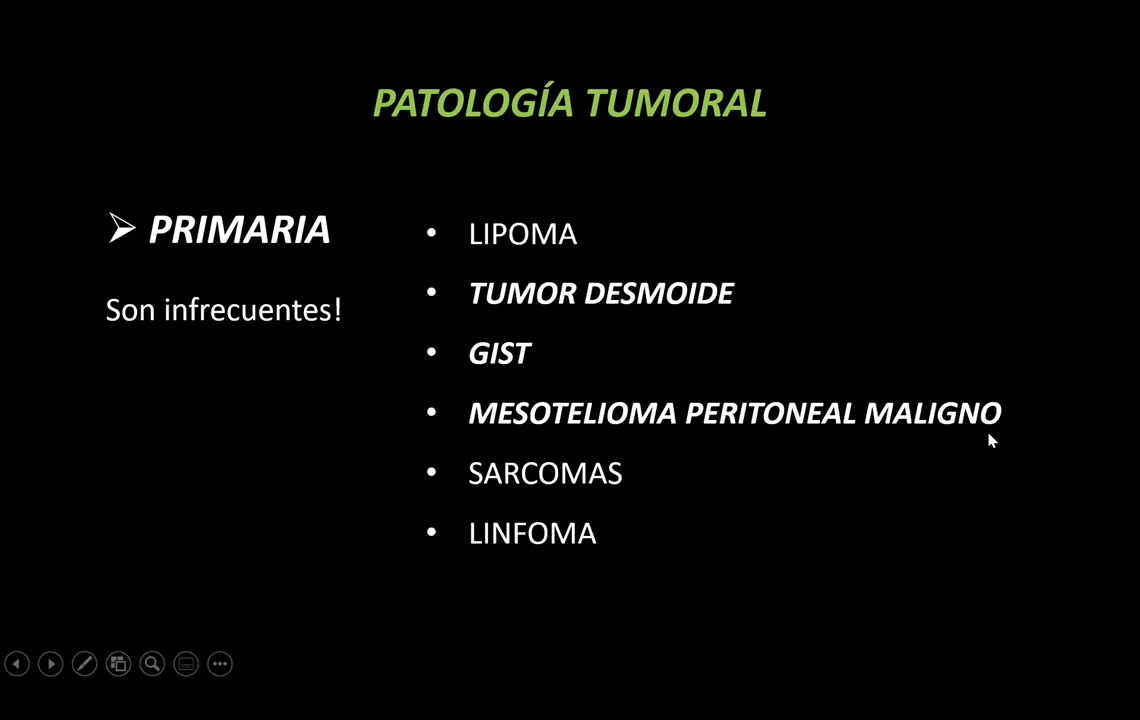 PATOLOGÍA TUMORAL
PRIMARIA
Son infrecuentes!
LIPOMA
TUMOR DESMOIDE
GIST
MESOTELIOMA PERITONEAL MALIGNO
SARCOMAS
LINFOMA